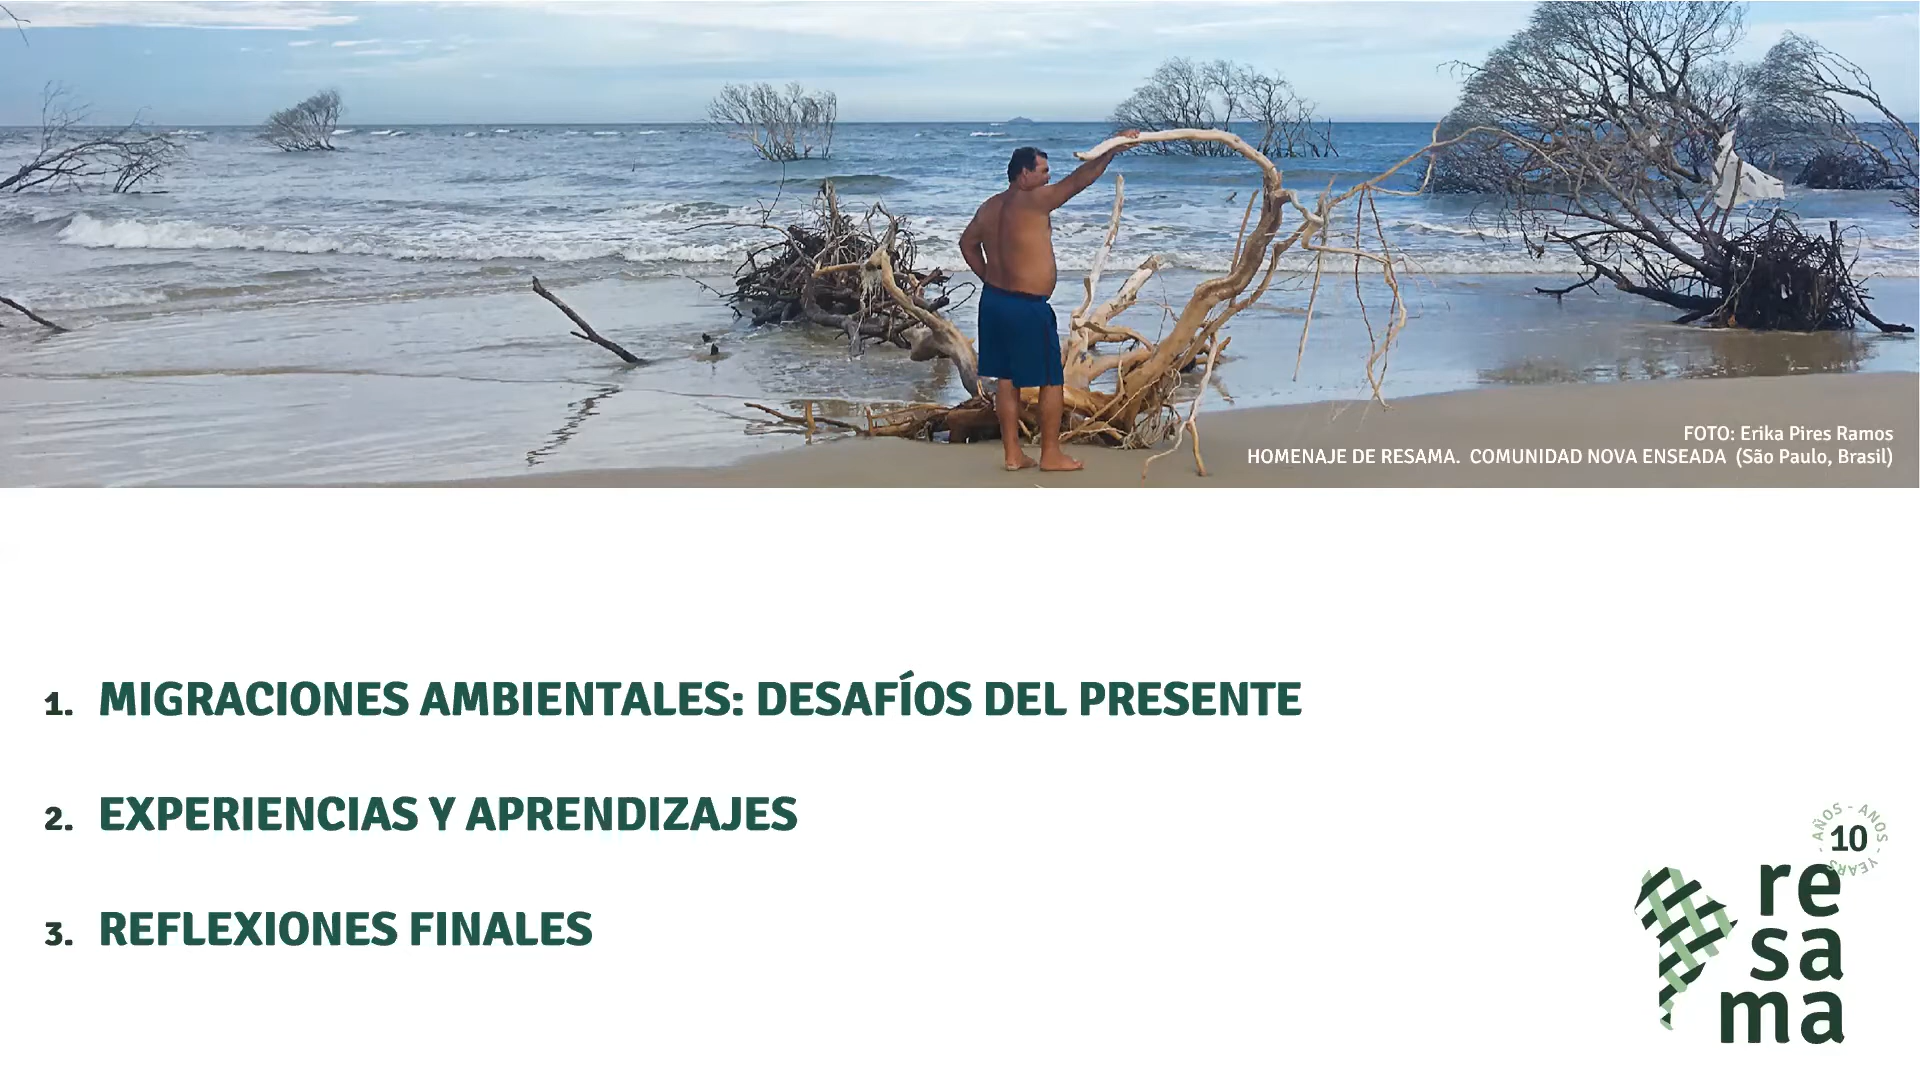 FOTO: Erika Pires Ramos
HOMENAJE DE RESAMA. COMUNIDAD NOVA ENSEADA (São Paulo, Brasil)
1. MIGRACIONES AMBIENTALES: DESAFÍOS DEL PRESENTE
2. EXPERIENCIAS Y APRENDIZAJES
3. REFLEXIONES FINALES
AÑOS - ANOS - YEARS -
10
re
sa
ma